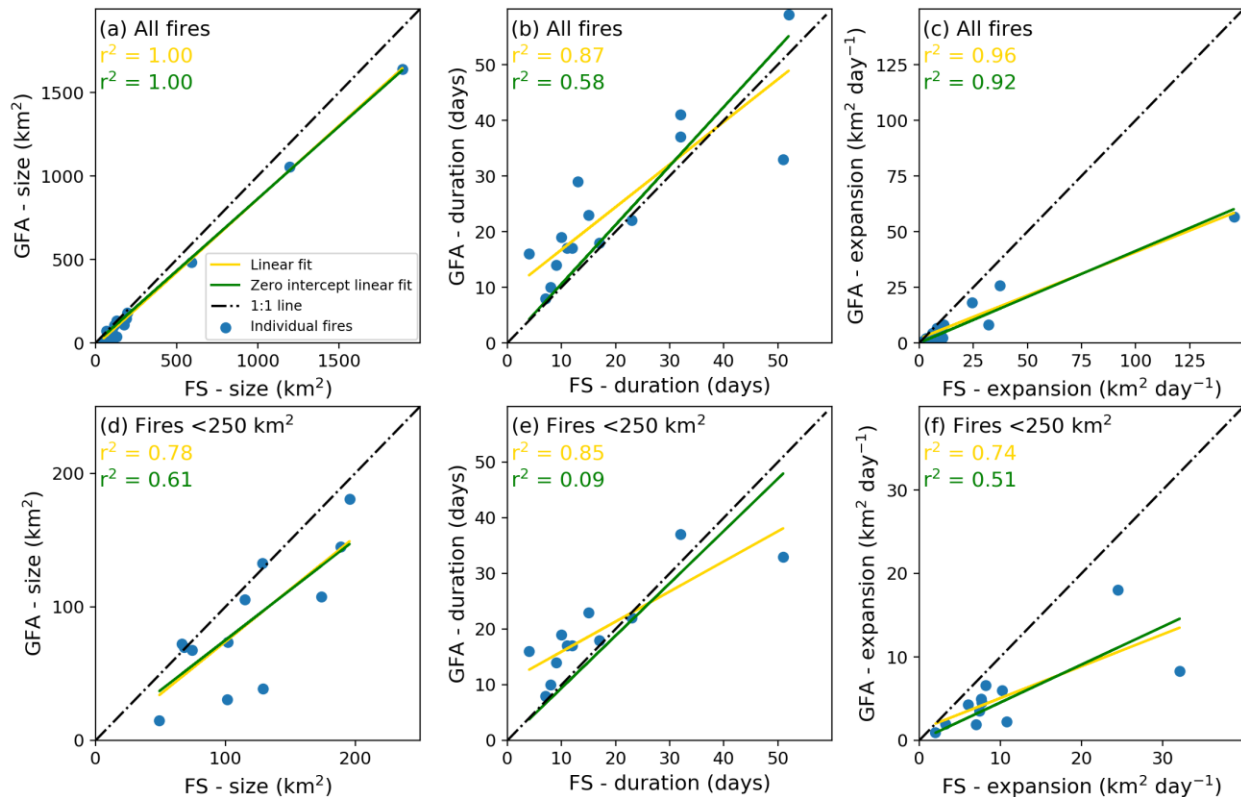 (a) All fires
r² = 1.00
r² = 1.00
GFA - size (km²)
1500
1000
500
0
0 500 1000 1500
FS - size (km²)
Linear fit
Zero intercept linear fit
1:1 line
Individual fires
(b) All fires
r² = 0.87
r² = 0.58
GFA - duration (days)
50
40
30
20
10
0
0 10 20 30 40 50
FS - duration (days)
(c) All fires
r² = 0.96
r² = 0.92
GFA - expansion (km² day⁻¹)
125
100
75
50
25
0
0 25 50 75 100 125
FS - expansion (km² day⁻¹)
(d) Fires <250 km²
r² = 0.78
r² = 0.61
GFA - size (km²)
200
100
0
0 100 200
FS - size (km²)
(e) Fires <250 km²
r² = 0.85
r² = 0.09
GFA - duration (days)
50
40
30
20
10
0
0 10 20 30 40 50
FS - duration (days)
(f) Fires <250 km²
r² = 0.74
r² = 0.51
GFA - expansion (km² day⁻¹)
30
20
10
0
0 10 20 30
FS - expansion (km² day⁻¹)